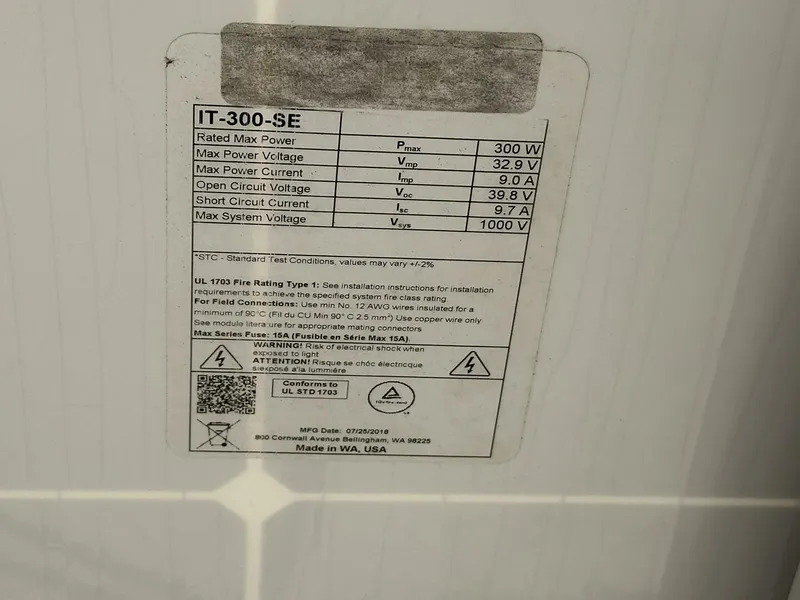 IT-300-SE
Rated Max Power Pmax 300 W
Max Power Voltage Vmp 32.9 V
Max Power Current Imp 9.0 A
Open Circuit Voltage Voc 39.8 V
Short Circuit Current Isc 9.7 A
Max System Voltage Vsys 1000 V
*STC - Standard Test Conditions, values may vary +/-2%
UL 1703 Fire Rating Type 1: See installation instructions for installation
requirements to achieve the specified system fire class rating
For Field Connections: Use min No. 12 AWG wires insulated for a
minimum of 90°C (Fil du CU Min 90° C 2.5 mm²) Use copper wire only
See module literature for appropriate mating connectors
Max Series Fuse: 15A (Fusible en Série Max 15A)
WARNING! Risk of electrical shock when
exposed to light
ATTENTION! Risque se chóc électricque
siexposé a'la lummiére
Conforms to
UL STD 1703
MFG Date: 07/25/2018
800 Cornwall Avenue Bellingham, WA 98225
Made in WA, USA